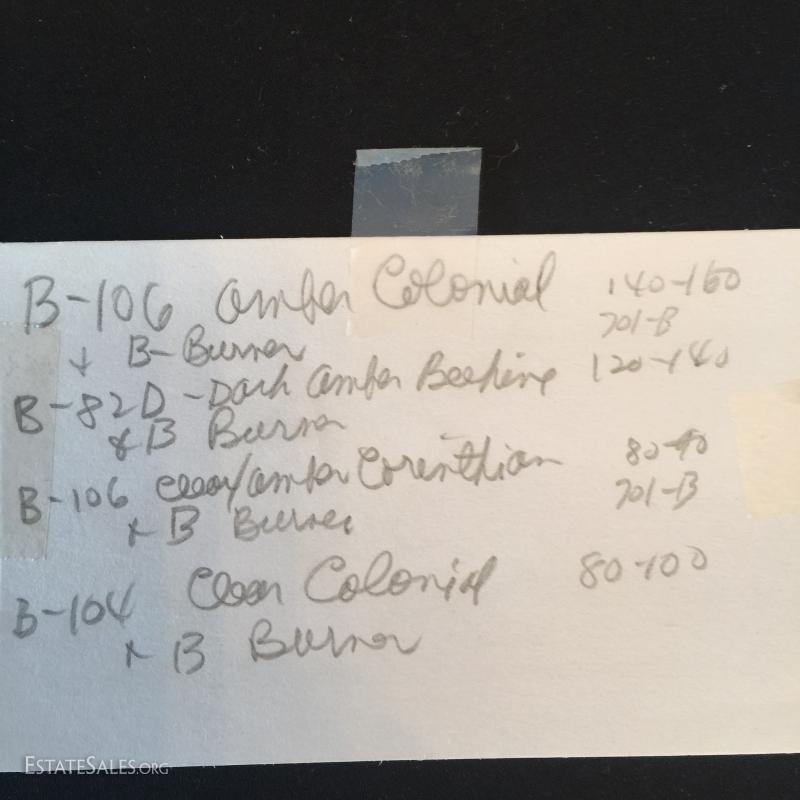 B-106 amber Colonial 140-160
+ B-Burner 701-B
B-82D - Dark Amber Beehive 120-140
& B Burner
B-106 clear/amber Corinthian 80-90
+ B Burner 701-B
B-104 Clear Colonial 80-100
+ B Burner
EstateSales.org